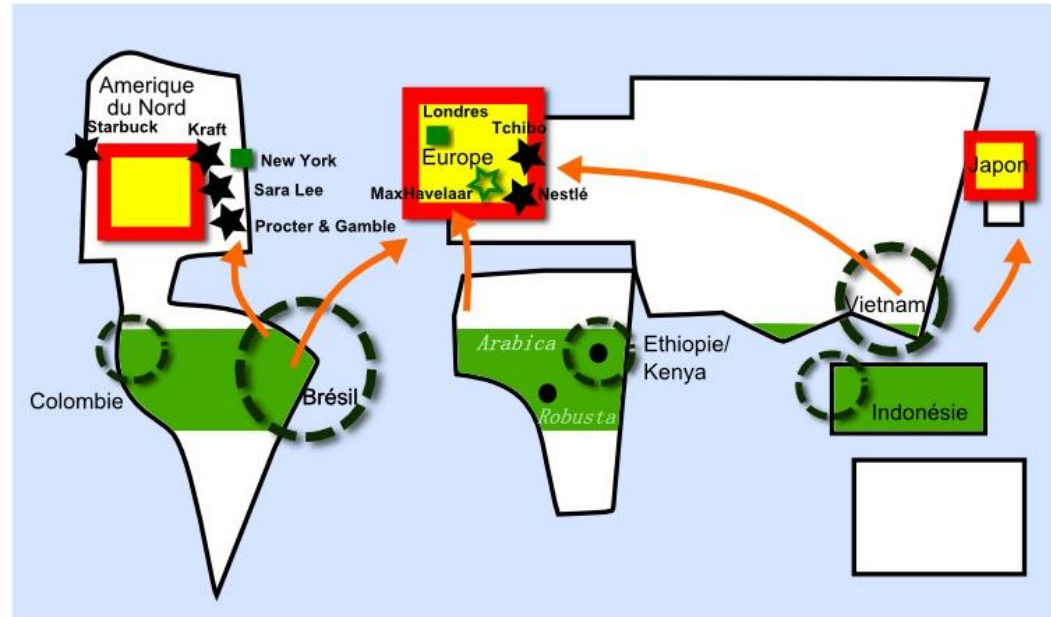 Amerique
du Nord
Starbuck
Kraft
New York
Sara Lee
Procter & Gamble
Londres
Tchibo
Europe
MaxHavelaar
Nestlé
Japon
Colombie
Brésil
Arabica
Robusta
Ethiopie/
Kenya
Vietnam
Indonésie